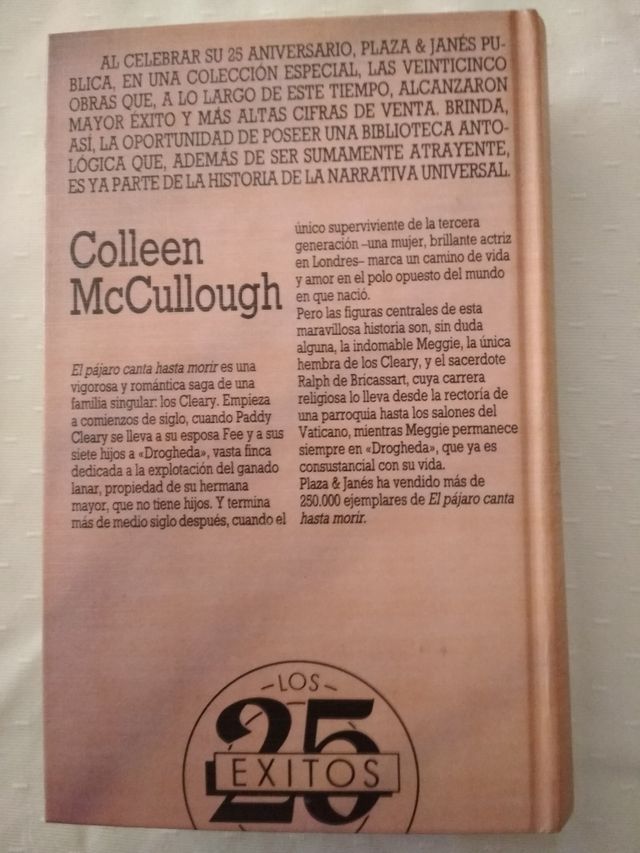 AL CELEBRAR SU 25 ANIVERSARIO, PLAZA & JANÉS PU-
BLICA, EN UNA COLECCIÓN ESPECIAL, LAS VEINTICINCO
OBRAS QUE, A LO LARGO DE ESTE TIEMPO, ALCANZARON
MAYOR ÉXITO Y MÁS ALTAS CIFRAS DE VENTA. BRINDA,
ASÍ, LA OPORTUNIDAD DE POSEER UNA BIBLIOTECA ANTO-
LÓGICA QUE, ADEMÁS DE SER SUMAMENTE ATRAYENTE,
ES YA PARTE DE LA HISTORIA DE LA NARRATIVA UNIVERSAL.
Colleen
McCullough
El pájaro canta hasta morir es una
vigorosa y romántica saga de una
familia singular: los Cleary. Empieza
a comienzos de siglo, cuando Paddy
Cleary se lleva a su esposa Fee y a sus
siete hijos a «Drogheda», vasta finca
dedicada a la explotación del ganado
lanar, propiedad de su hermana
mayor, que no tiene hijos. Y termina
más de medio siglo después, cuando el
único superviviente de la tercera
generación –una mujer, brillante actriz
en Londres– marca un camino de vida
y amor en el polo opuesto del mundo
en que nació.
Pero las figuras centrales de esta
maravillosa historia son, sin duda
alguna, la indomable Meggie, la única
hembra de los Cleary, y el sacerdote
Ralph de Bricassart, cuya carrera
religiosa lo lleva desde la rectoría de
una parroquia hasta los salones del
Vaticano, mientras Meggie permanece
siempre en «Drogheda», que ya es
consustancial con su vida.
Plaza & Janés ha vendido más de
250.000 ejemplares de El pájaro canta
hasta morir.
LOS
25
EXITOS